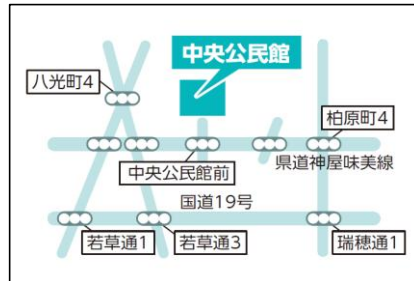 中央公民館
八光町4
柏原町4
中央公民館前
県道神屋味美線
国道19号
若草通1
若草通3
瑞穂通1